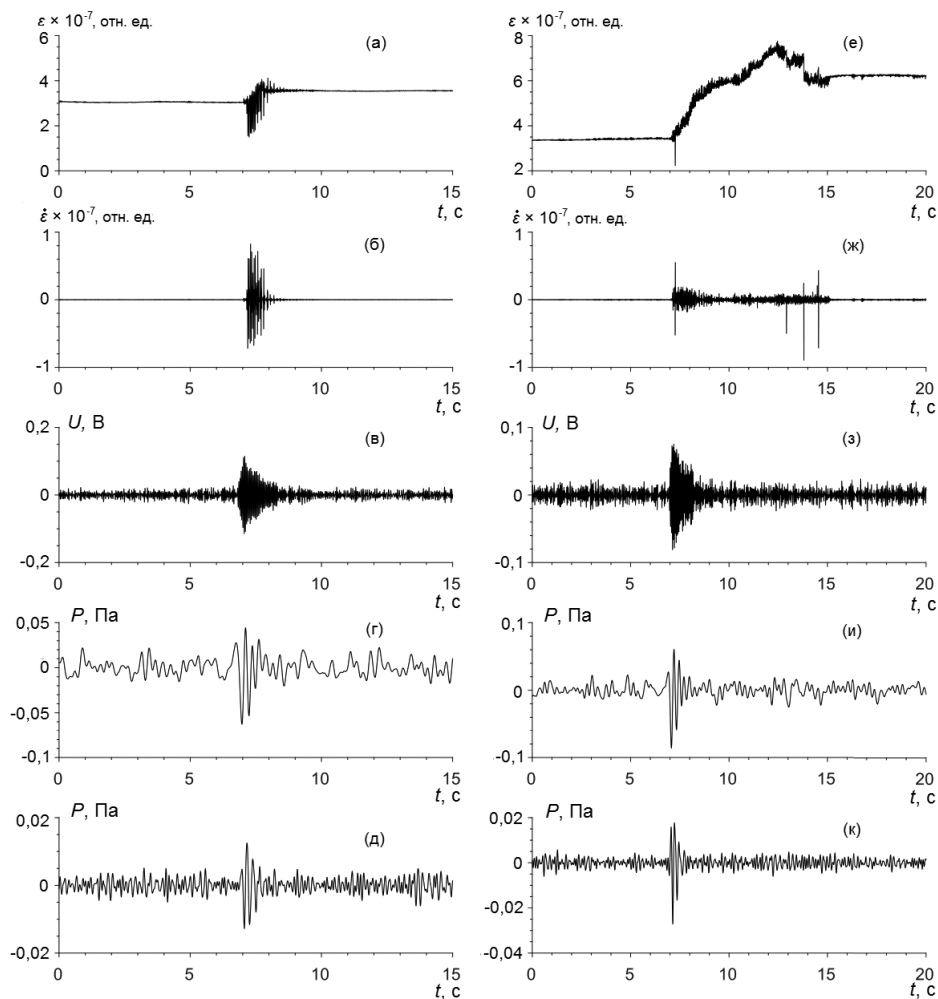 ε × 10⁻⁷, отн. ед.
(а)
6
4
2
0
0 5 10 15
t, с
ε̇ × 10⁻⁷, отн. ед.
(б)
1
0
-1
0 5 10 15
t, с
U, В
(в)
0,2
0
-0,2
0 5 10 15
t, с
P, Па
(г)
0,05
0
-0,05
-0,1
0 5 10 15
t, с
P, Па
(д)
0,02
0
-0,02
0 5 10 15
t, с
ε × 10⁻⁷, отн. ед.
(е)
8
6
4
2
0 5 10 15 20
t, с
ε̇ × 10⁻⁷, отн. ед.
(ж)
1
0
-1
0 5 10 15 20
t, с
U, В
(з)
0,1
0
-0,1
0 5 10 15 20
t, с
P, Па
(и)
0,1
0
-0,1
0 5 10 15 20
t, с
P, Па
(к)
0,02
0
-0,02
-0,04
0 5 10 15 20
t, с